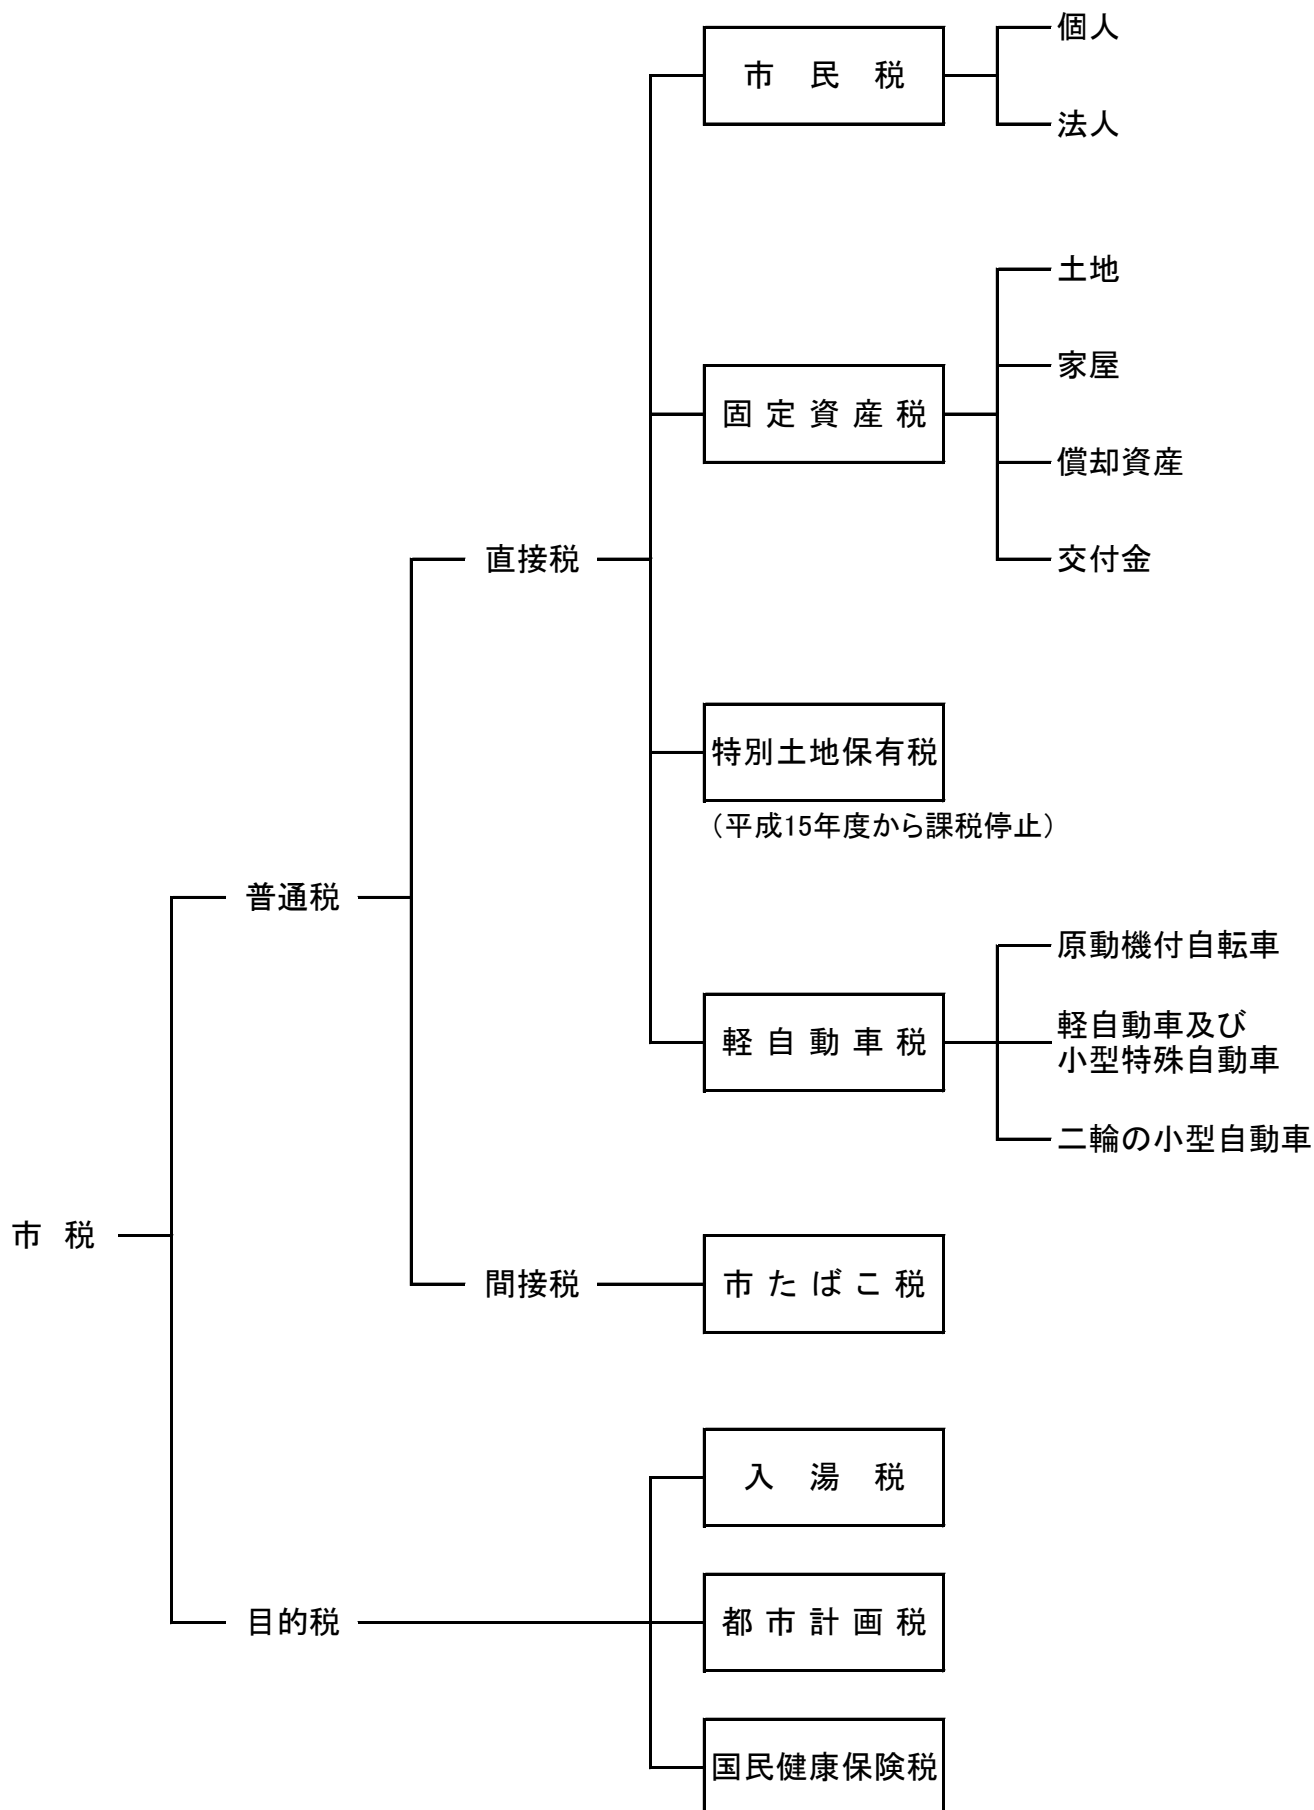 個人
市　民　税
法人
土地
家屋
固 定 資 産 税
償却資産
直接税
交付金
特別土地保有税
（平成15年度から課税停止）
普通税
原動機付自転車
軽自動車及び
小型特殊自動車
軽 自 動 車 税
二輪の小型自動車
市 税
間接税
市 た ば こ 税
入　湯　税
目的税
都 市 計 画 税
国民健康保険税